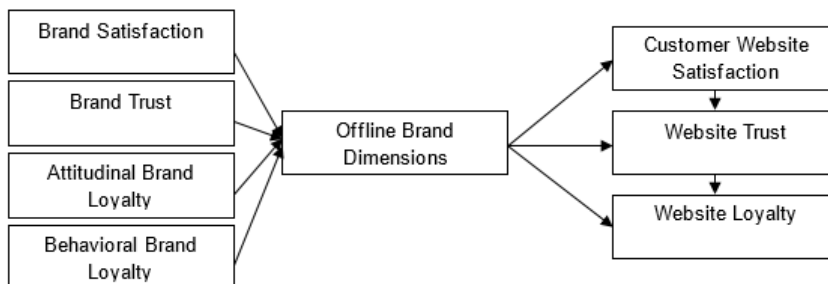 Brand Satisfaction
Brand Trust
Attitudinal Brand
Loyalty
Behavioral Brand
Loyalty
Offline Brand
Dimensions
Customer Website
Satisfaction
Website Trust
Website Loyalty